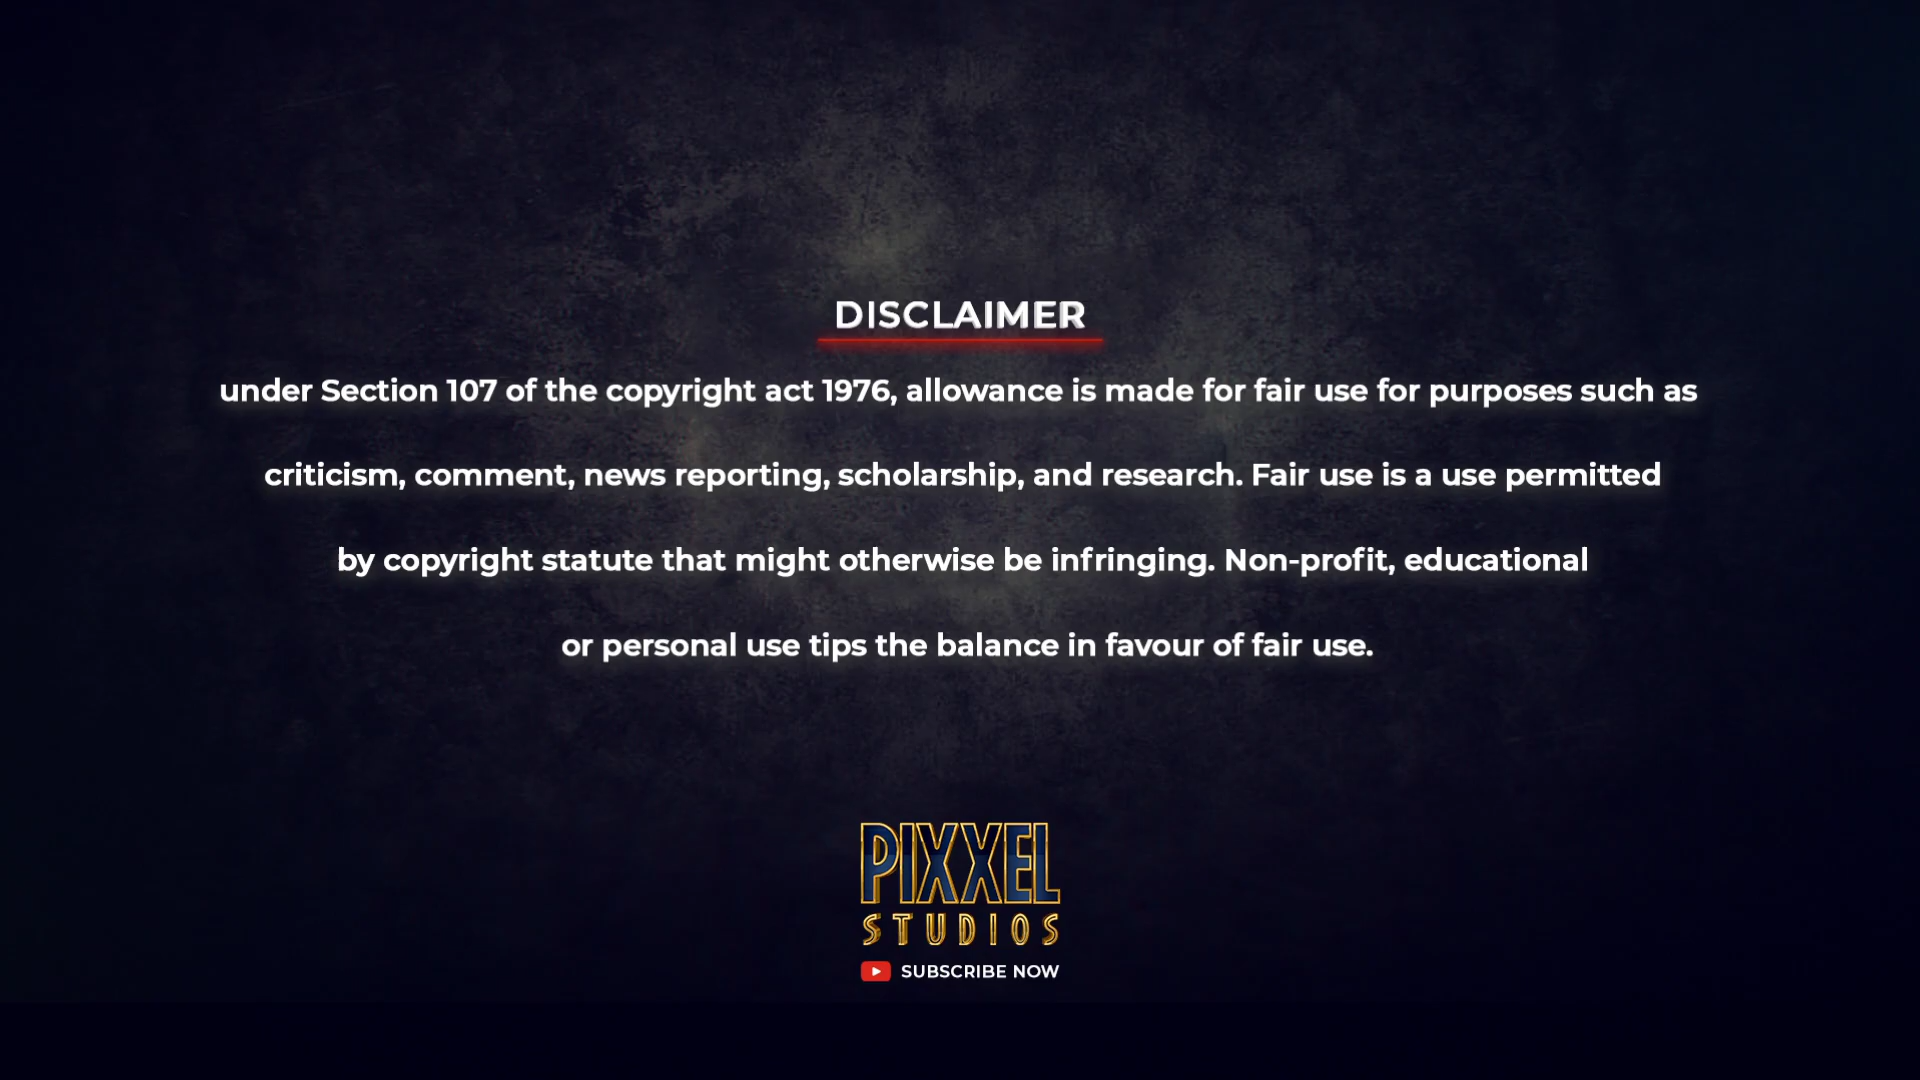 DISCLAIMER
under Section 107 of the copyright act 1976, allowance is made for fair use for purposes such as
criticism, comment, news reporting, scholarship, and research. Fair use is a use permitted
by copyright statute that might otherwise be infringing. Non-profit, educational
or personal use tips the balance in favour of fair use.
PIXXEL
STUDIOS
SUBSCRIBE NOW